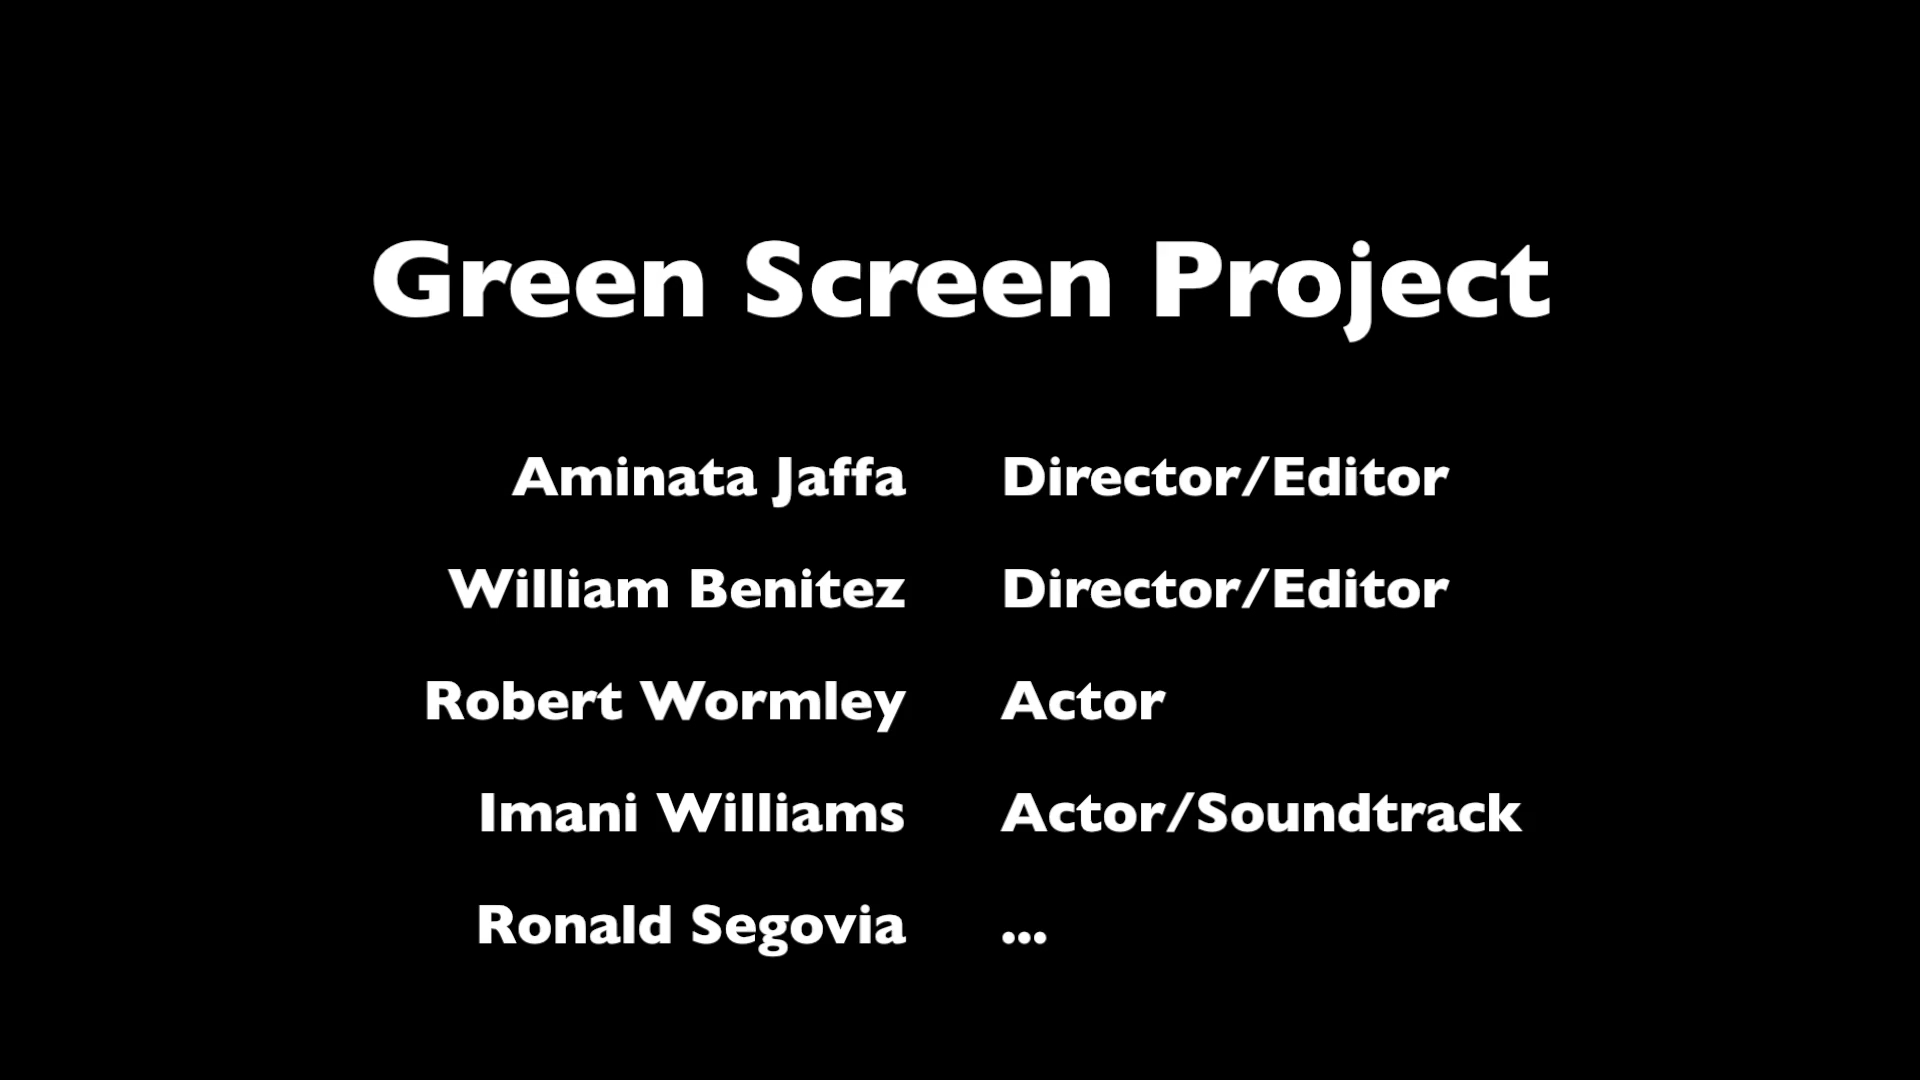 Green Screen Project
Aminata Jaffa Director/Editor
William Benitez Director/Editor
Robert Wormley Actor
Imani Williams Actor/Soundtrack
Ronald Segovia ...